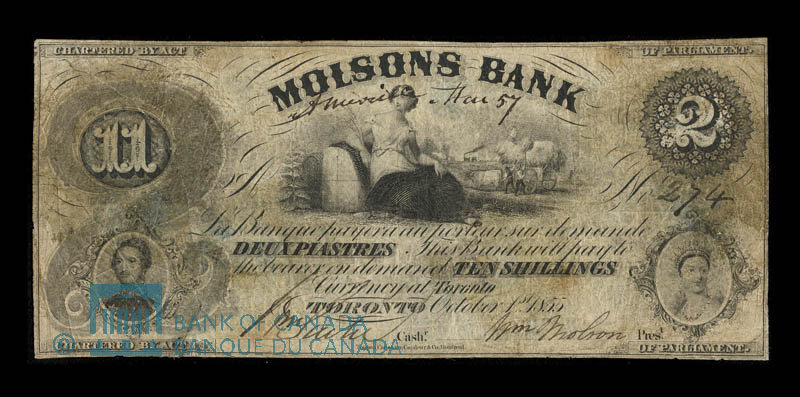 CHARTERED BY ACT OF PARLIAMENT.
MOLSONS BANK
Mar 57
11 2
No. 274
La Banque payera au porteur sur demande
DEUX PIASTRES This Bank will pay to
the bearer on demand TEN SHILLINGS
Currency at Toronto
TORONTO October 1st 1855
Cashr. Wm Molson Prest.
CHARTERED BY ACT OF PARLIAMENT.
© BANK OF CANADA
BANQUE DU CANADA